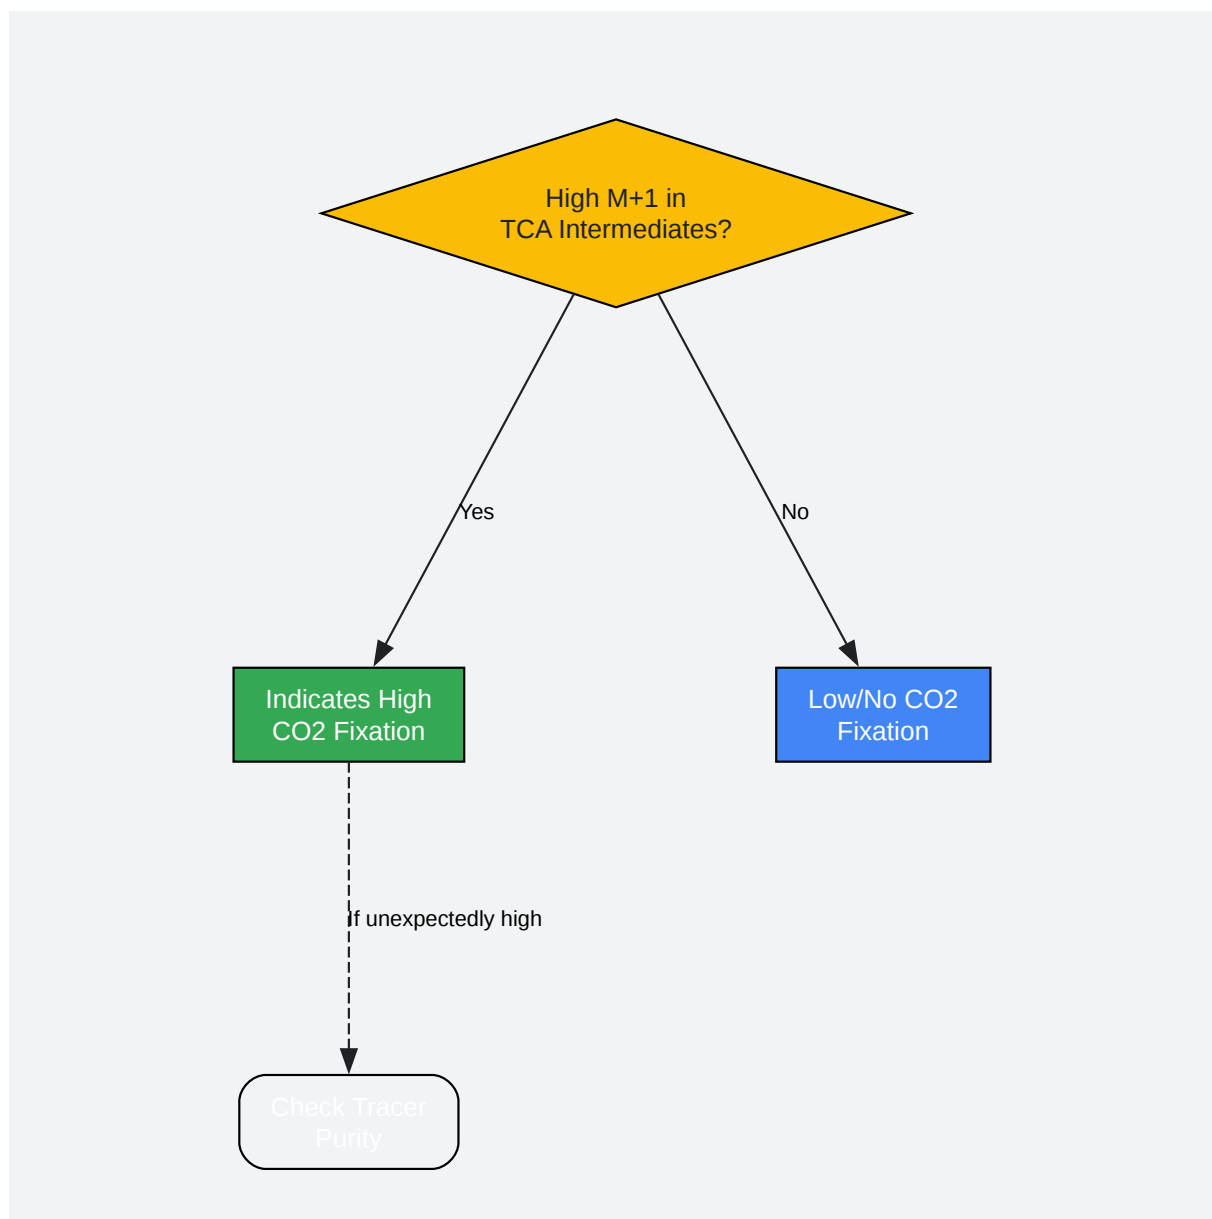 High M+1 in
TCA Intermediates?
Yes
No
Indicates High
CO2 Fixation
Low/No CO2
Fixation
If unexpectedly high
Check Tracer
Purity